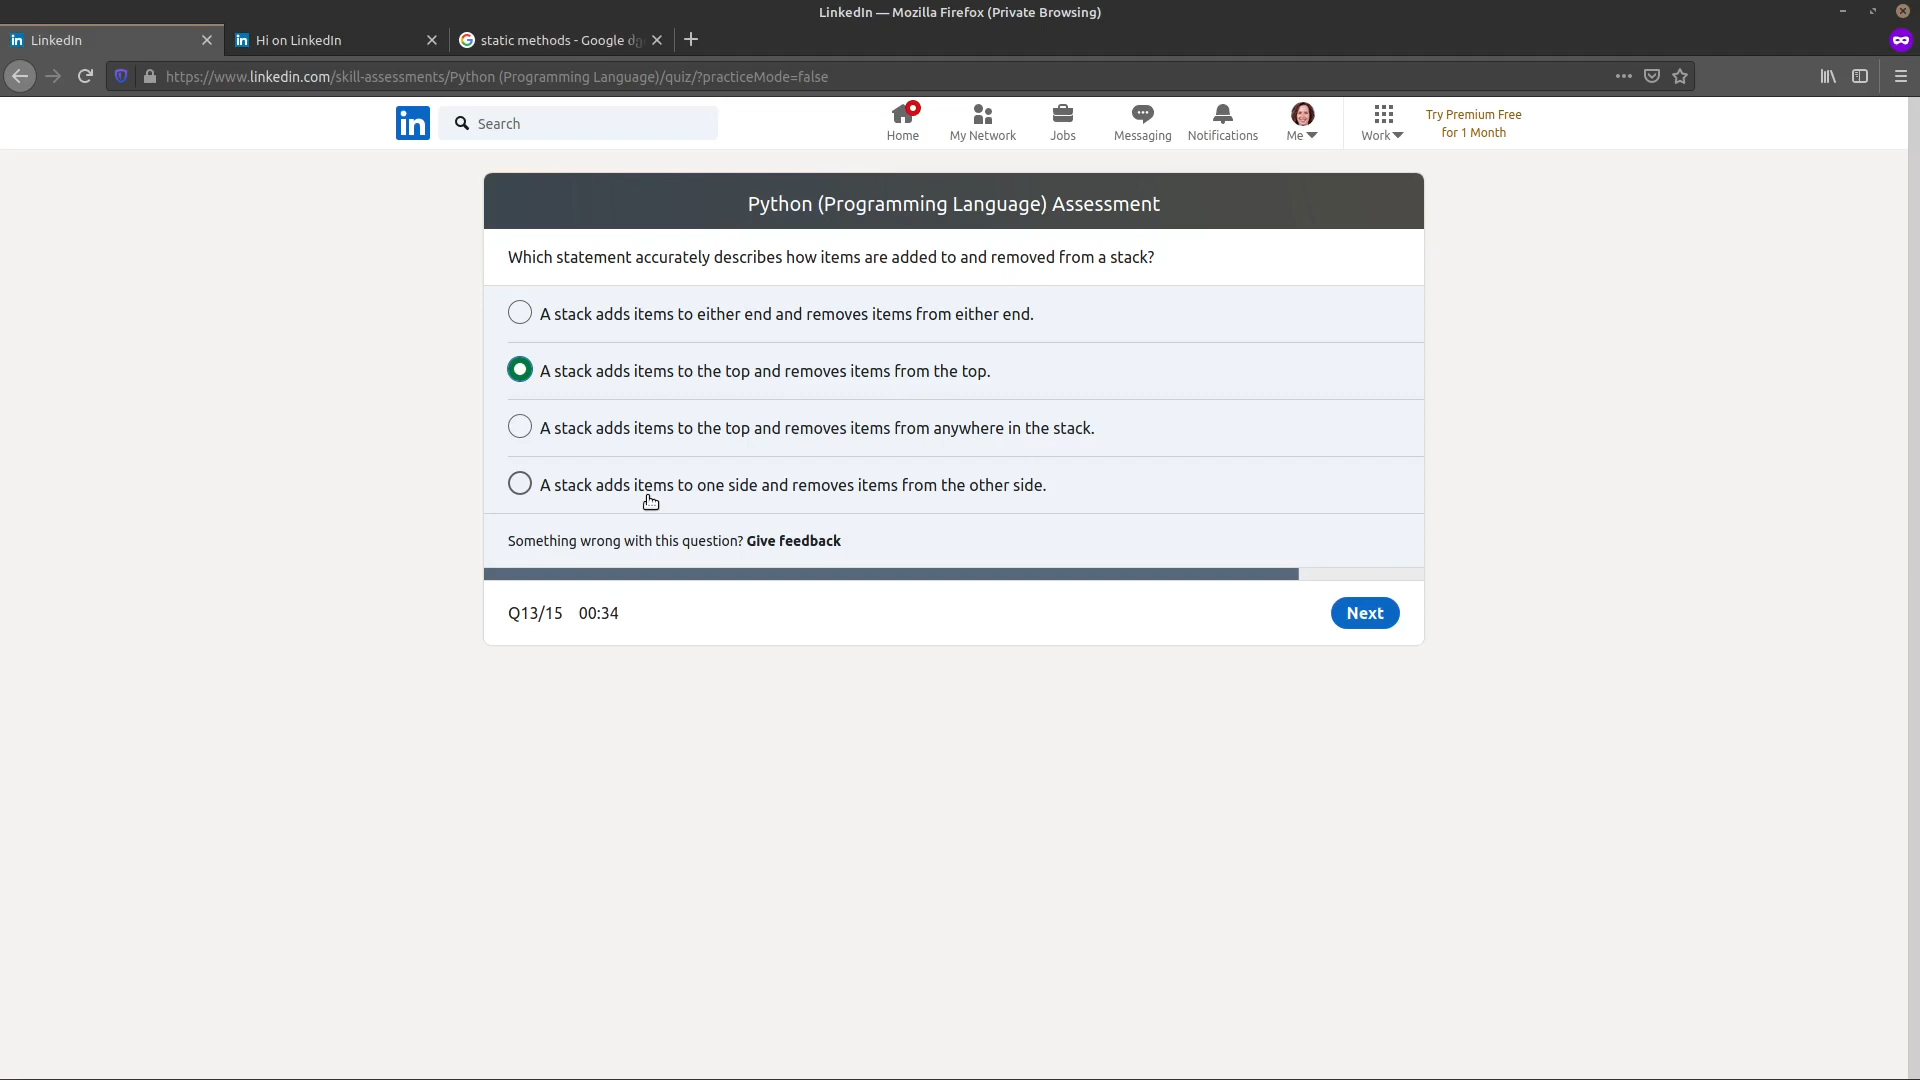 LinkedIn — Mozilla Firefox (Private Browsing)
LinkedIn
Hi on LinkedIn
static methods - Google
https://www.linkedin.com/skill-assessments/Python (Programming Language)/quiz/?practiceMode=false
in
Search
Home
My Network
Jobs
Messaging
Notifications
Me
Work
Try Premium Free
for 1 Month
Python (Programming Language) Assessment
Which statement accurately describes how items are added to and removed from a stack?
A stack adds items to either end and removes items from either end.
A stack adds items to the top and removes items from the top.
A stack adds items to the top and removes items from anywhere in the stack.
A stack adds items to one side and removes items from the other side.
Something wrong with this question? Give feedback
Q13/15 00:34
Next